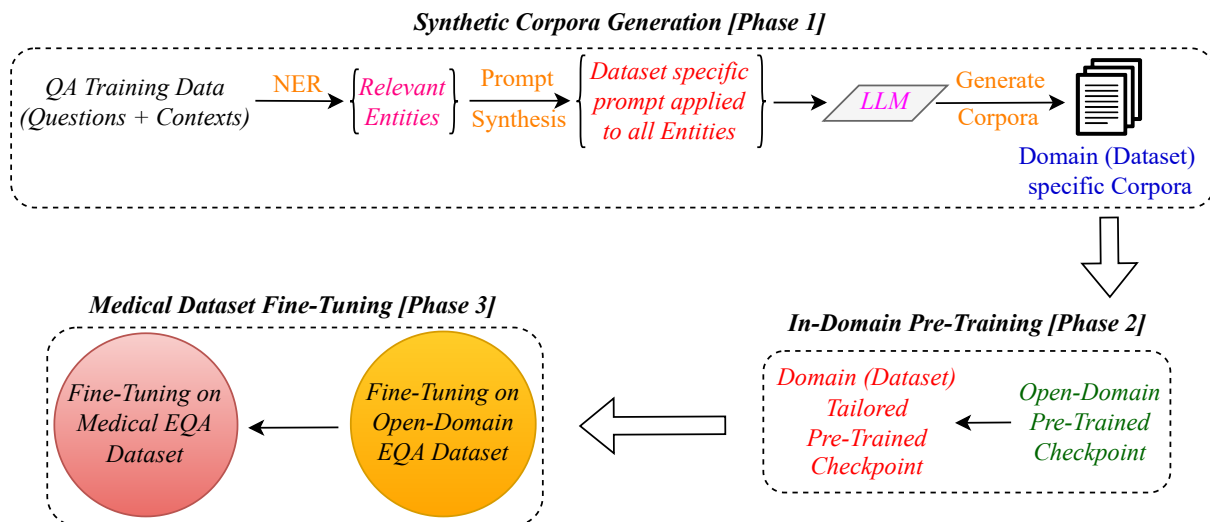 Synthetic Corpora Generation [Phase 1]
QA Training Data
(Questions + Contexts)
NER
Relevant
Entities
Prompt
Synthesis
Dataset specific
prompt applied
to all Entities
LLM
Generate
Corpora
Domain (Dataset)
specific Corpora
In-Domain Pre-Training [Phase 2]
Open-Domain
Pre-Trained
Checkpoint
Domain (Dataset)
Tailored
Pre-Trained
Checkpoint
Medical Dataset Fine-Tuning [Phase 3]
Fine-Tuning on
Open-Domain
EQA Dataset
Fine-Tuning on
Medical EQA
Dataset